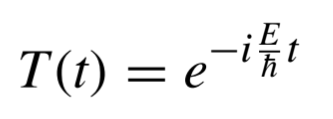 T(t) = e^{-i\frac{E}{\hbar}t}